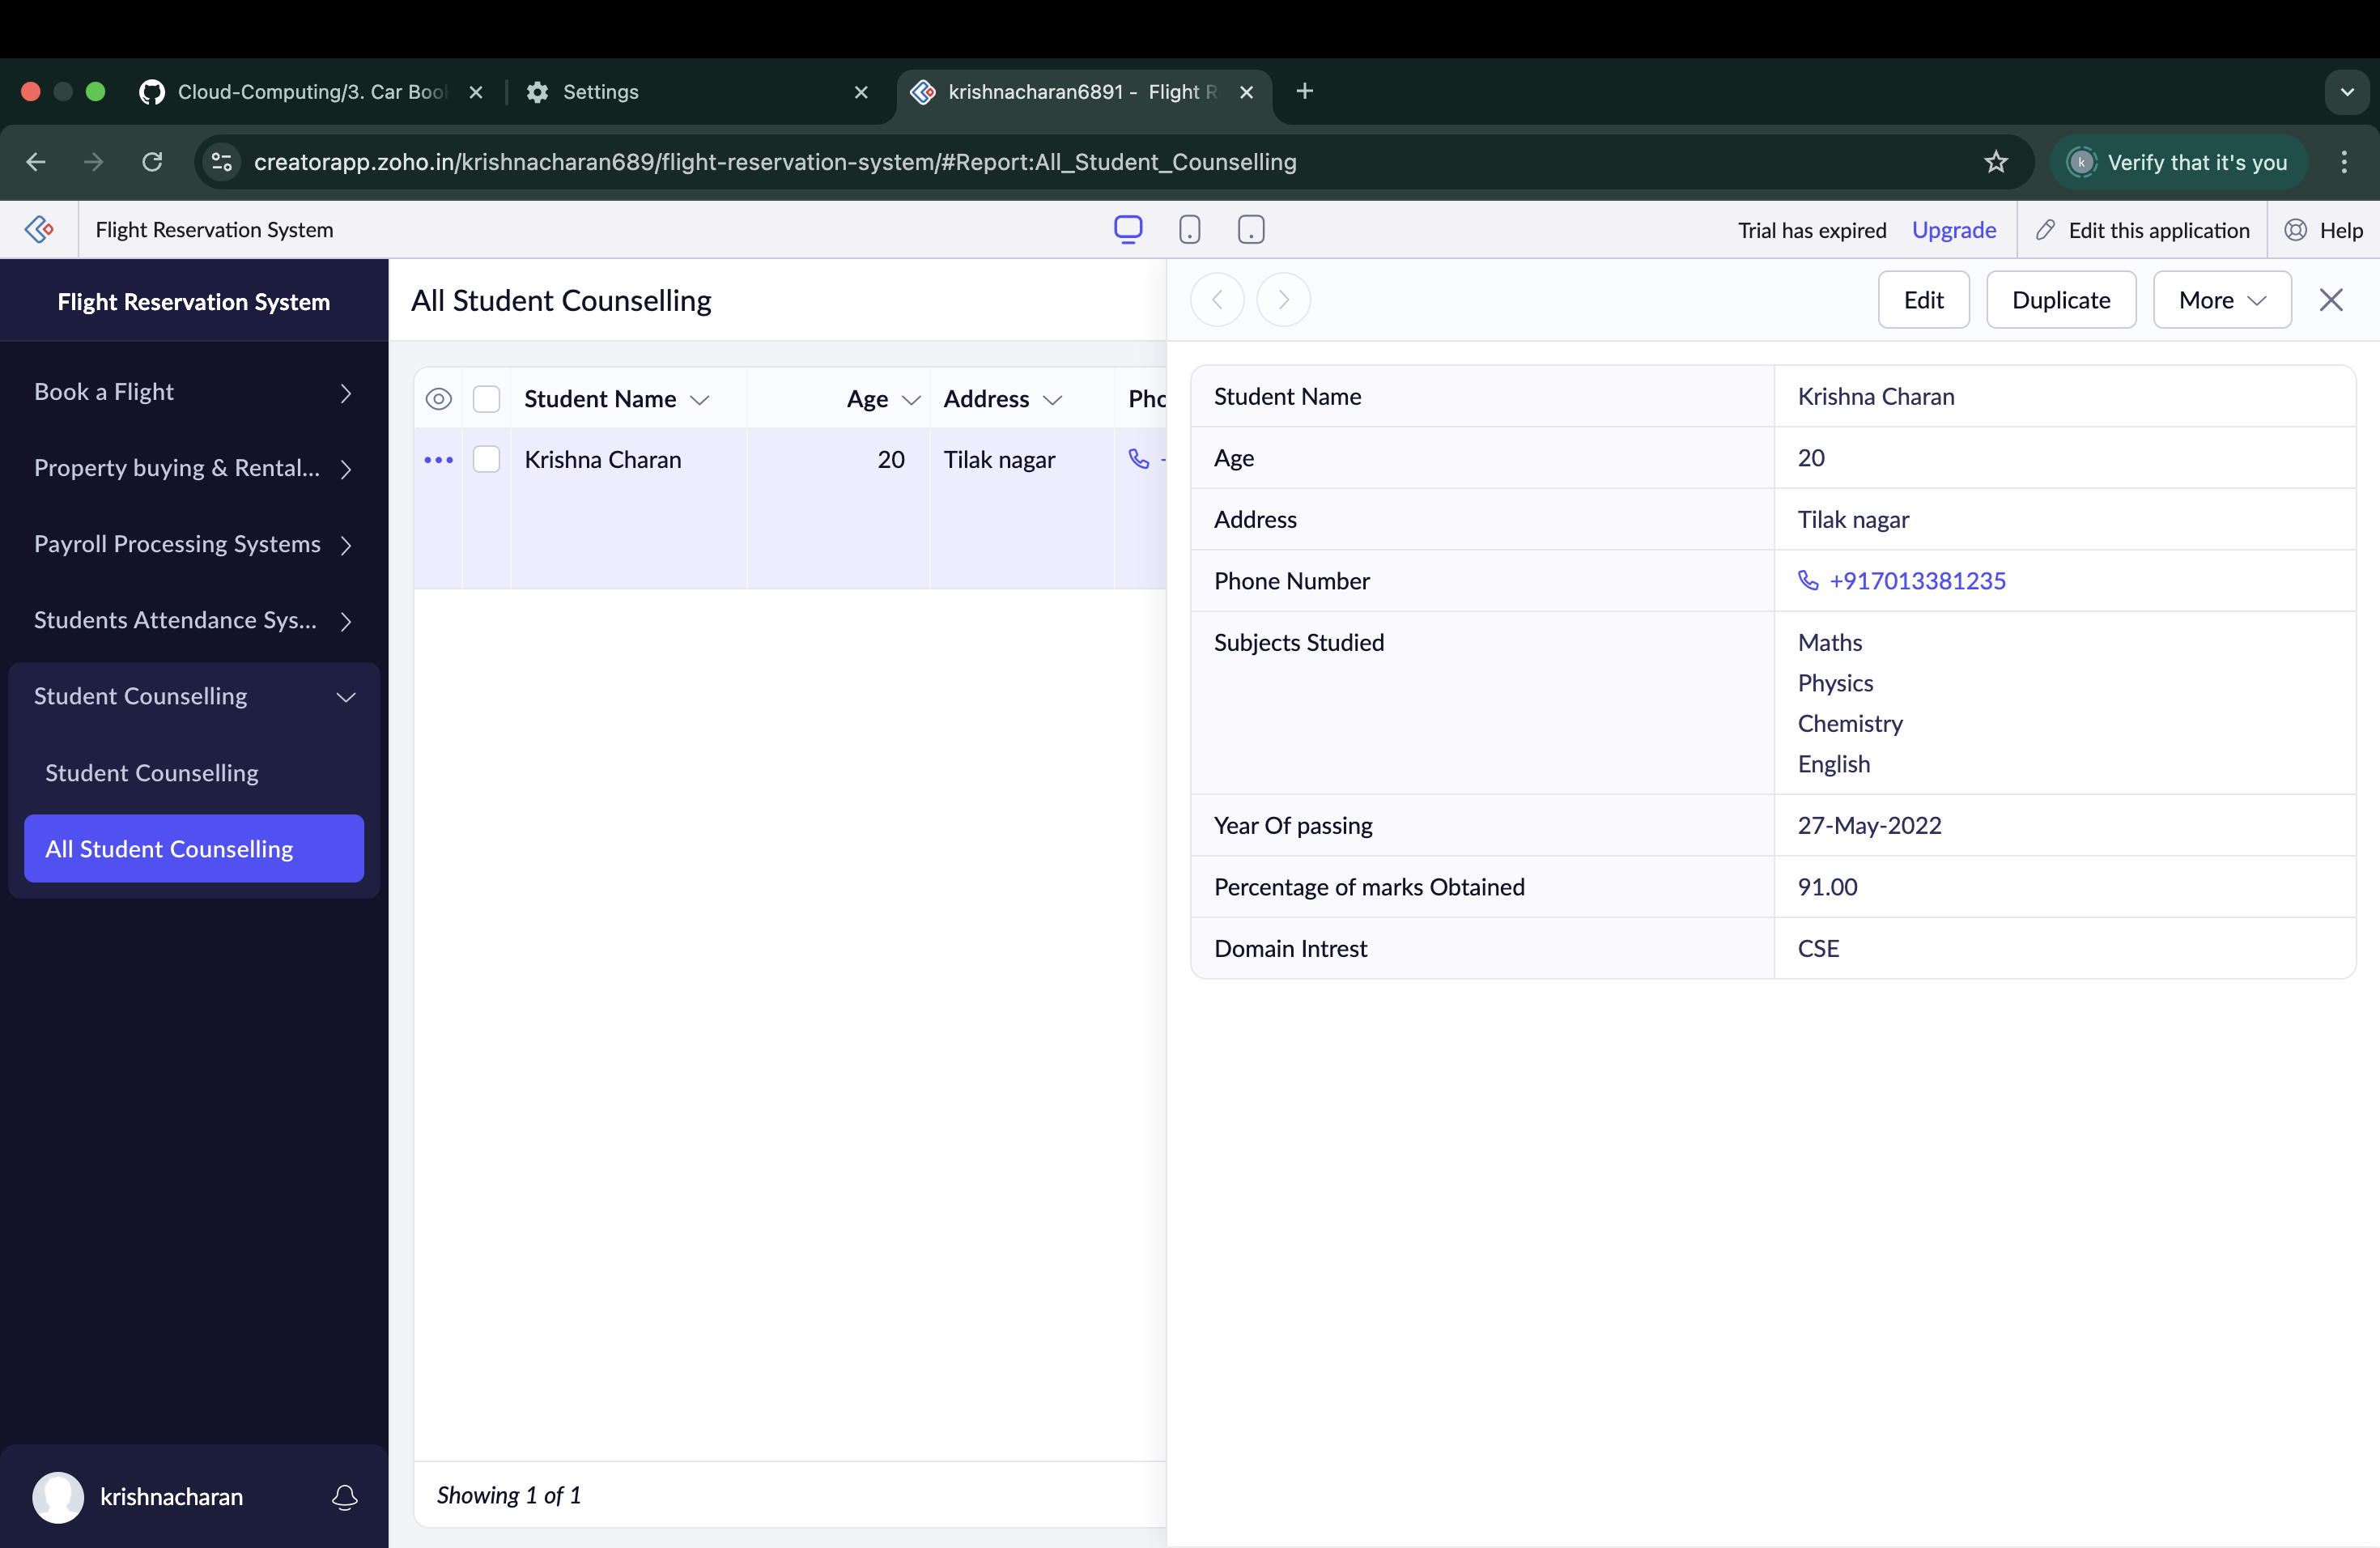 Cloud-Computing/3. Car Boo
Settings
krishnacharan6891 - Flight R
creatorapp.zoho.in/krishnacharan689/flight-reservation-system/#Report:All_Student_Counselling
k
Verify that it's you
Flight Reservation System
Trial has expired
Upgrade
Edit this application
Help
Flight Reservation System
Book a Flight
Property buying & Rental...
Payroll Processing Systems
Students Attendance Sys...
Student Counselling
Student Counselling
All Student Counselling
krishnacharan
All Student Counselling
Student Name Age Address Pho
Krishna Charan 20 Tilak nagar -
Showing 1 of 1
Edit
Duplicate
More
Student Name Krishna Charan
Age 20
Address Tilak nagar
Phone Number +917013381235
Subjects Studied Maths
Physics
Chemistry
English
Year Of passing 27-May-2022
Percentage of marks Obtained 91.00
Domain Intrest CSE